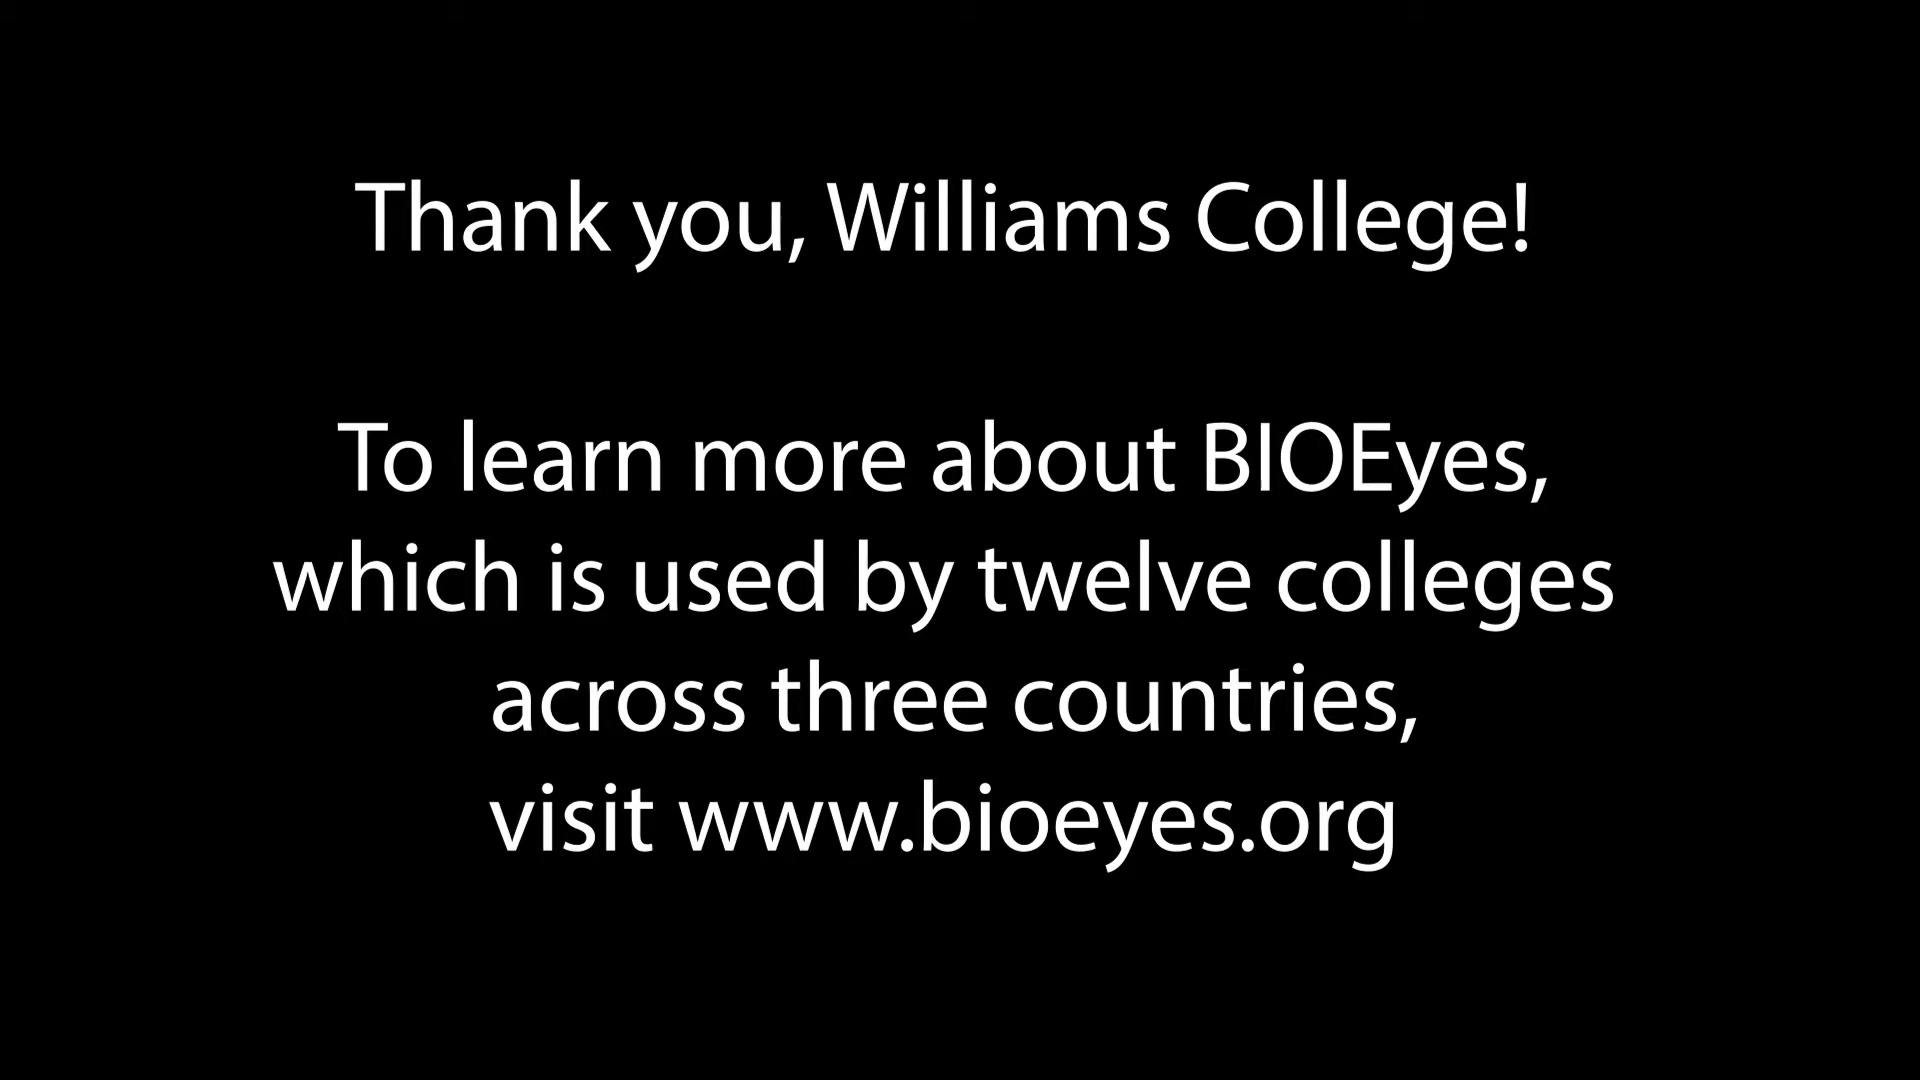 Thank you, Williams College!
To learn more about BIOEyes,
which is used by twelve colleges
across three countries,
visit www.bioeyes.org